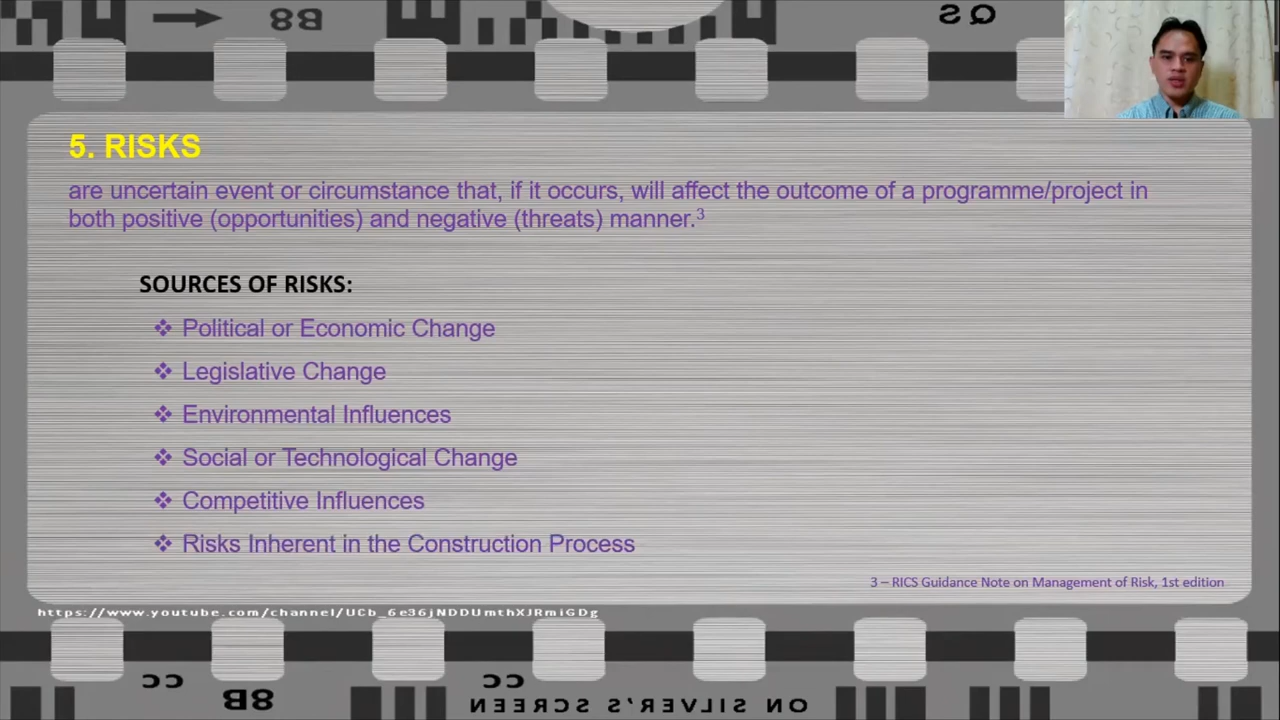 8B
QS
5. RISKS
are uncertain event or circumstance that, if it occurs, will affect the outcome of a programme/project in
both positive (opportunities) and negative (threats) manner.3
SOURCES OF RISKS:
❖ Political or Economic Change
❖ Legislative Change
❖ Environmental Influences
❖ Social or Technological Change
❖ Competitive Influences
❖ Risks Inherent in the Construction Process
3 – RICS Guidance Note on Management of Risk, 1st edition
https://www.youtube.com/channel/UCb_6e36jNDDUmthXJRmiGDg
CC
8B
CC
ON SILVER'S SCREEN